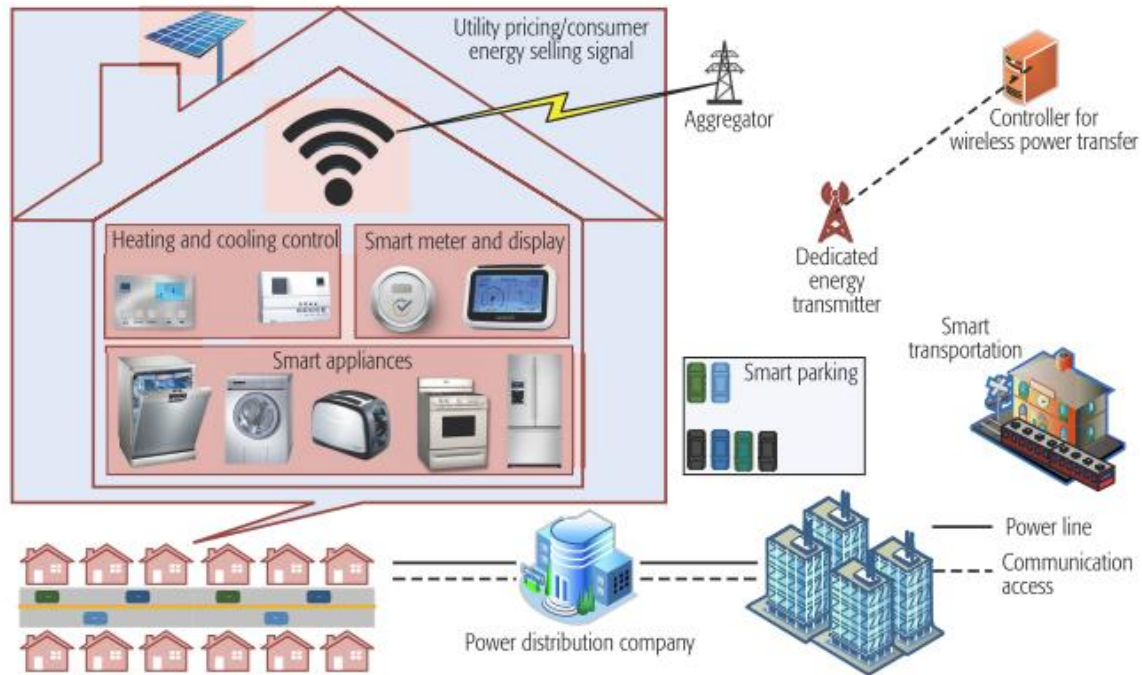 Utility pricing/consumer
energy selling signal
Aggregator
Controller for
wireless power transfer
Dedicated
energy
transmitter
Heating and cooling control
Smart meter and display
Smart appliances
Smart parking
Smart
transportation
Power line
Communication
access
Power distribution company